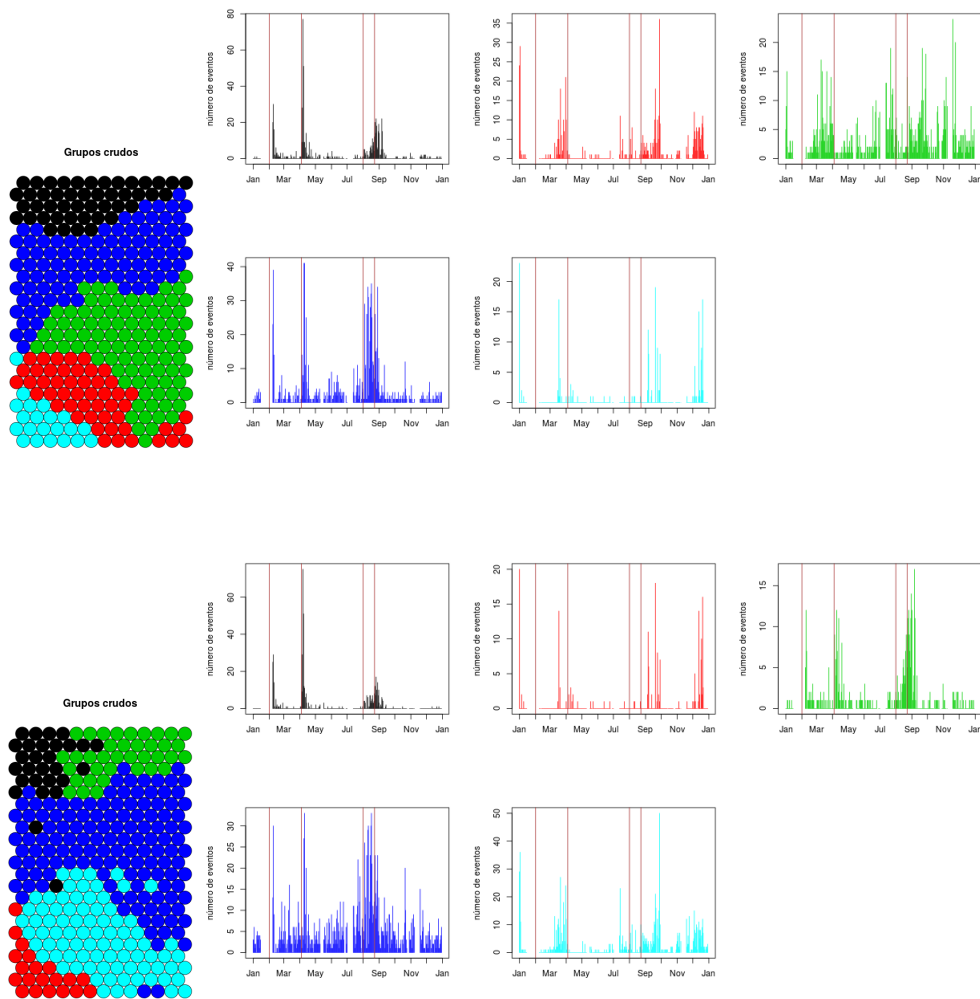 Grupos crudos
número de eventos
0 20 40 60 80
Jan Mar May Jul Sep Nov Jan
número de eventos
0 5 10 15 20 25 30 35
Jan Mar May Jul Sep Nov Jan
número de eventos
0 5 10 15 20
Jan Mar May Jul Sep Nov Jan
número de eventos
0 10 20 30 40
Jan Mar May Jul Sep Nov Jan
número de eventos
0 5 10 15 20
Jan Mar May Jul Sep Nov Jan
Grupos crudos
número de eventos
0 20 40 60
Jan Mar May Jul Sep Nov Jan
número de eventos
0 5 10 15 20
Jan Mar May Jul Sep Nov Jan
número de eventos
0 5 10 15
Jan Mar May Jul Sep Nov Jan
número de eventos
0 5 10 15 20 25 30
Jan Mar May Jul Sep Nov Jan
número de eventos
0 10 20 30 40 50
Jan Mar May Jul Sep Nov Jan